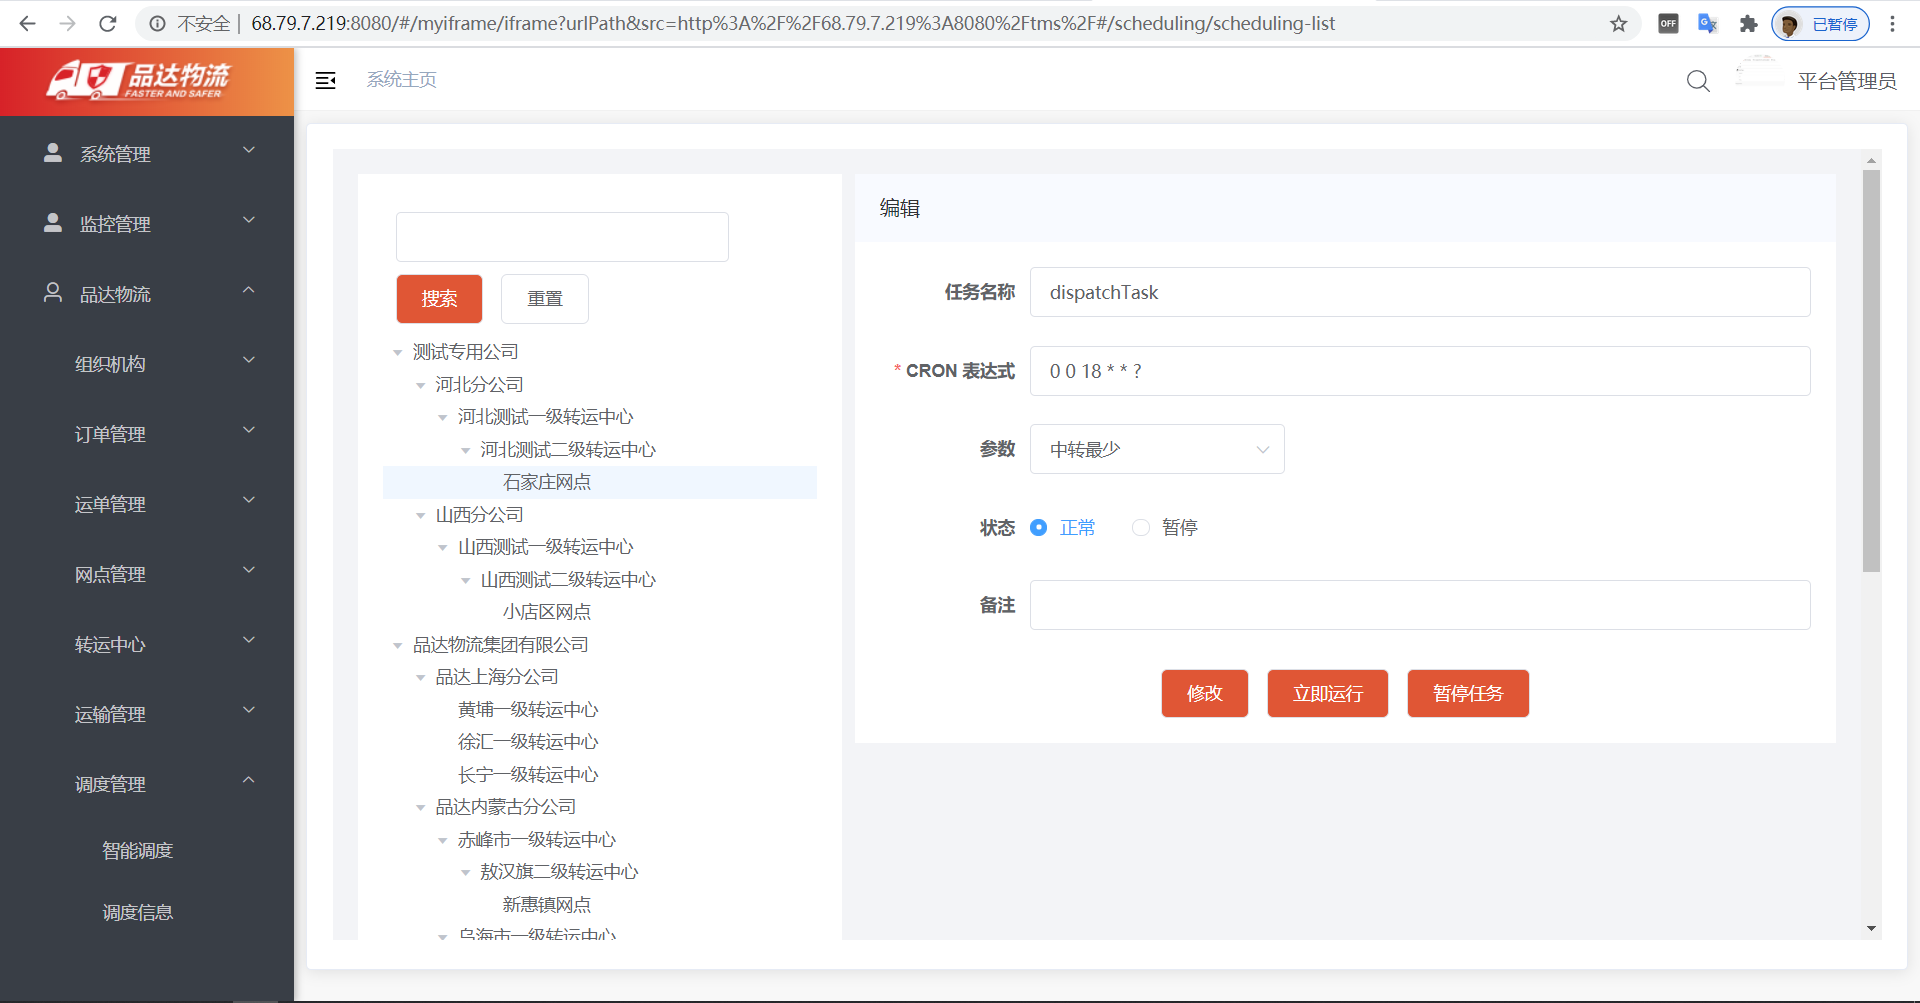 不安全
68.79.7.219:8080/#/myiframe/iframe?urlPath&src=http%3A%2F%2F68.79.7.219%3A8080%2Ftms%2F#/scheduling/scheduling-list
OFF
已暂停
品达物流
FASTER AND SAFER
系统主页
平台管理员
系统管理
监控管理
品达物流
组织机构
订单管理
运单管理
网点管理
转运中心
运输管理
调度管理
智能调度
调度信息
搜索
重置
测试专用公司
河北分公司
河北测试一级转运中心
河北测试二级转运中心
石家庄网点
山西分公司
山西测试一级转运中心
山西测试二级转运中心
小店区网点
品达物流集团有限公司
品达上海分公司
黄埔一级转运中心
徐汇一级转运中心
长宁一级转运中心
品达内蒙古分公司
赤峰市一级转运中心
敖汉旗二级转运中心
新惠镇网点
乌海市一级转运中心
编辑
任务名称 dispatchTask
* CRON 表达式 0 0 18 * * ?
参数 中转最少
状态 正常 暂停
备注
修改
立即运行
暂停任务